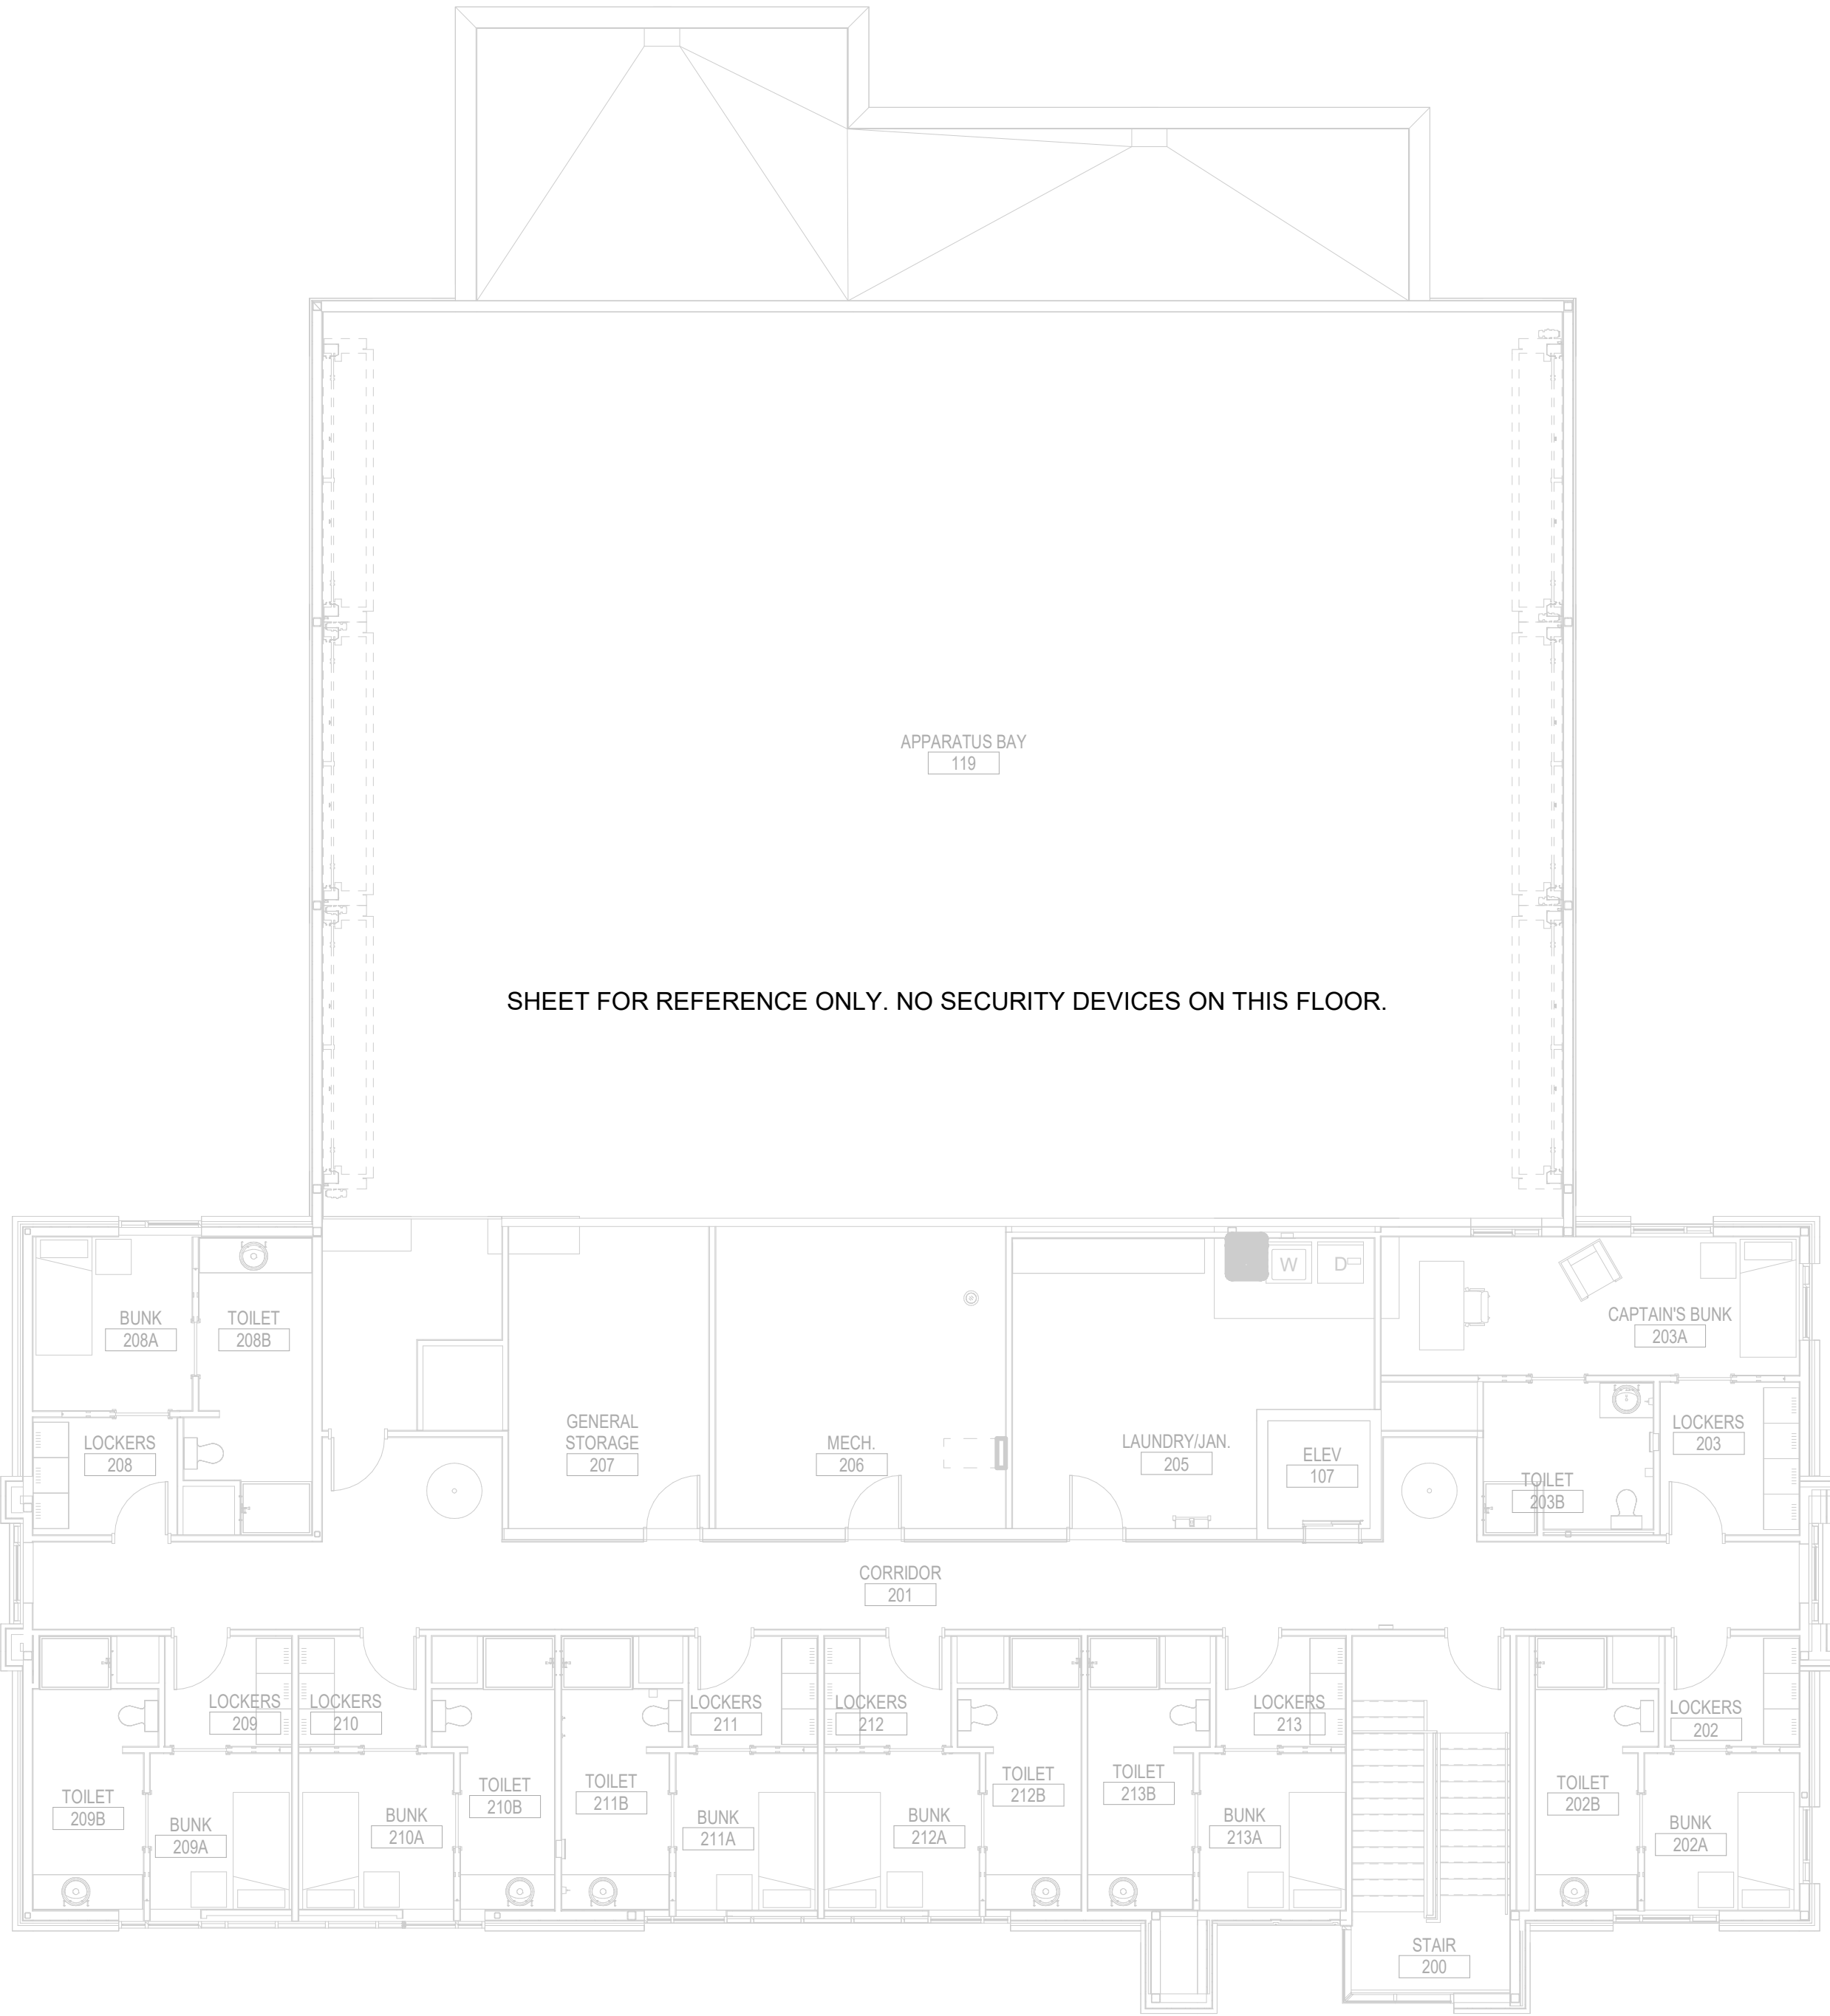 APPARATUS BAY
119
SHEET FOR REFERENCE ONLY. NO SECURITY DEVICES ON THIS FLOOR.
W
D
BUNK
208A
TOILET
208B
CAPTAIN'S BUNK
203A
GENERAL
STORAGE
207
MECH.
206
LAUNDRY/JAN.
205
ELEV
107
LOCKERS
208
LOCKERS
203
TOILET
203B
CORRIDOR
201
LOCKERS
209
LOCKERS
210
LOCKERS
211
LOCKERS
212
LOCKERS
213
LOCKERS
202
TOILET
209B
BUNK
209A
BUNK
210A
TOILET
210B
TOILET
211B
BUNK
211A
BUNK
212A
TOILET
212B
TOILET
213B
BUNK
213A
TOILET
202B
BUNK
202A
STAIR
200